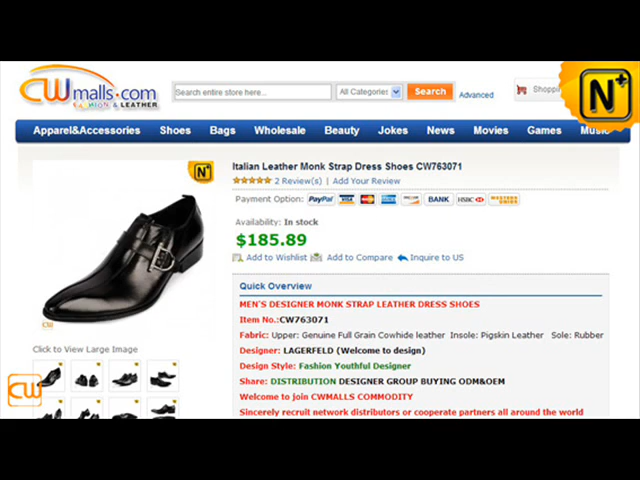 CWmalls.com
FASHION & LEATHER
Search entire store here...
All Categories
Search
Advanced
Shoppi
N+
Apparel&Accessories Shoes Bags Wholesale Beauty Jokes News Movies Games Music
N+
Italian Leather Monk Strap Dress Shoes CW763071
2 Review(s) | Add Your Review
Payment Option: PayPal VISA BANK HSBC WESTERN UNION
Availability: In stock
$185.89
Add to Wishlist Add to Compare Inquire to US
Quick Overview
MEN'S DESIGNER MONK STRAP LEATHER DRESS SHOES
Item No.:CW763071
Fabric: Upper: Genuine Full Grain Cowhide leather Insole: Pigskin Leather Sole: Rubber
Designer: LAGERFELD (Welcome to design)
Design Style: Fashion Youthful Designer
Share: DISTRIBUTION DESIGNER GROUP BUYING ODM&OEM
Welcome to join CWMALLS COMMODITY
Sincerely recruit network distributors or cooperate partners all around the world
CW
Click to View Large Image
CW